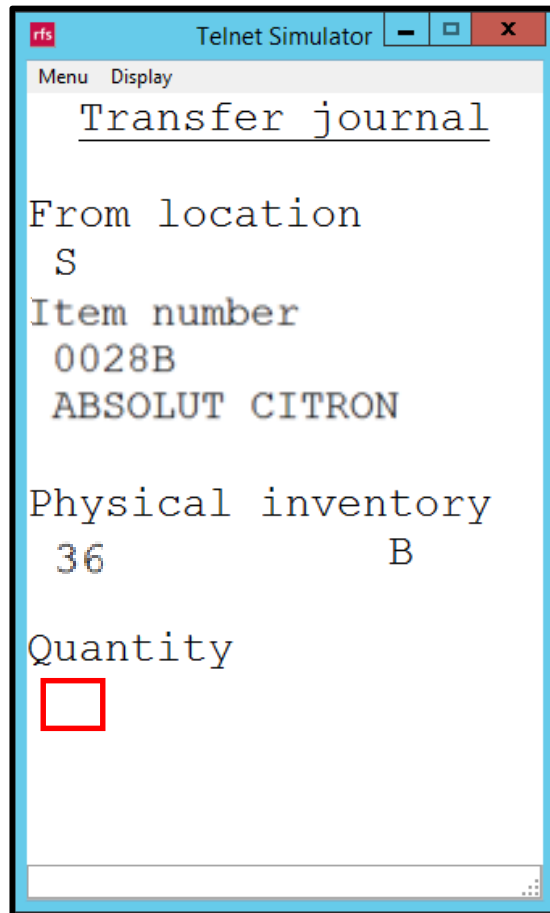 rfs Telnet Simulator
Menu Display
Transfer journal
From location
S
Item number
0028B
ABSOLUT CITRON
Physical inventory
36 B
Quantity